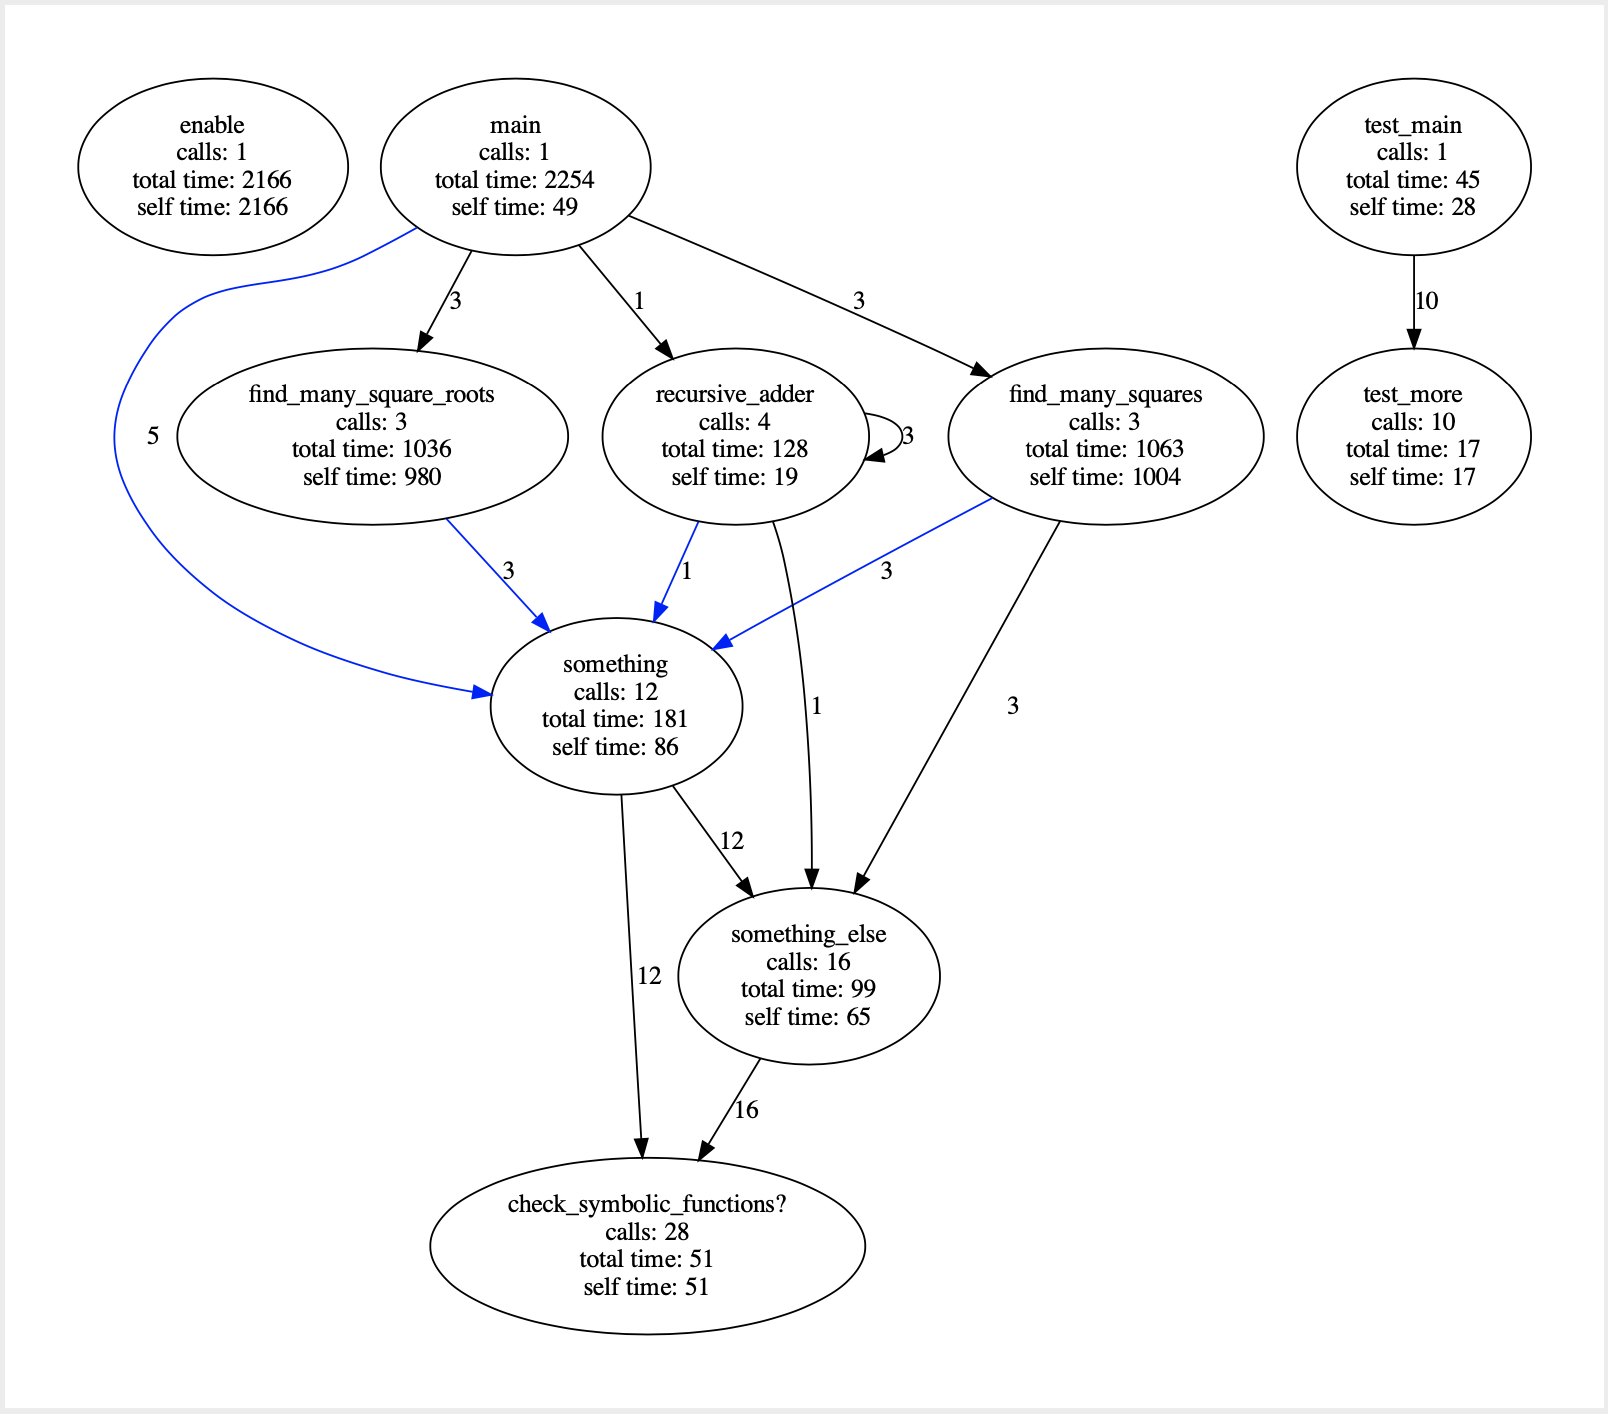 enable
calls: 1
total time: 2166
self time: 2166
main
calls: 1
total time: 2254
self time: 49
test_main
calls: 1
total time: 45
self time: 28
3
1
3
10
find_many_square_roots
calls: 3
total time: 1036
self time: 980
recursive_adder
calls: 4
total time: 128
self time: 19
find_many_squares
calls: 3
total time: 1063
self time: 1004
test_more
calls: 10
total time: 17
self time: 17
5
3
3
1
3
something
calls: 12
total time: 181
self time: 86
1
3
12
something_else
calls: 16
total time: 99
self time: 65
12
16
check_symbolic_functions?
calls: 28
total time: 51
self time: 51